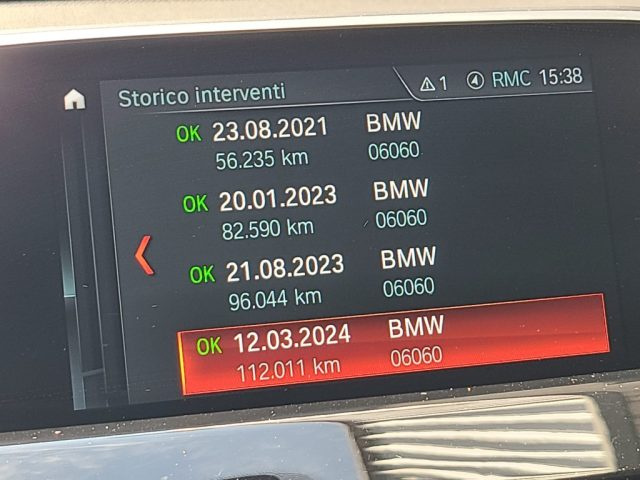 Storico interventi 1 RMC 15:38
OK 23.08.2021 BMW
56.235 km 06060
OK 20.01.2023 BMW
82.590 km 06060
OK 21.08.2023 BMW
96.044 km 06060
OK 12.03.2024 BMW
112.011 km 06060